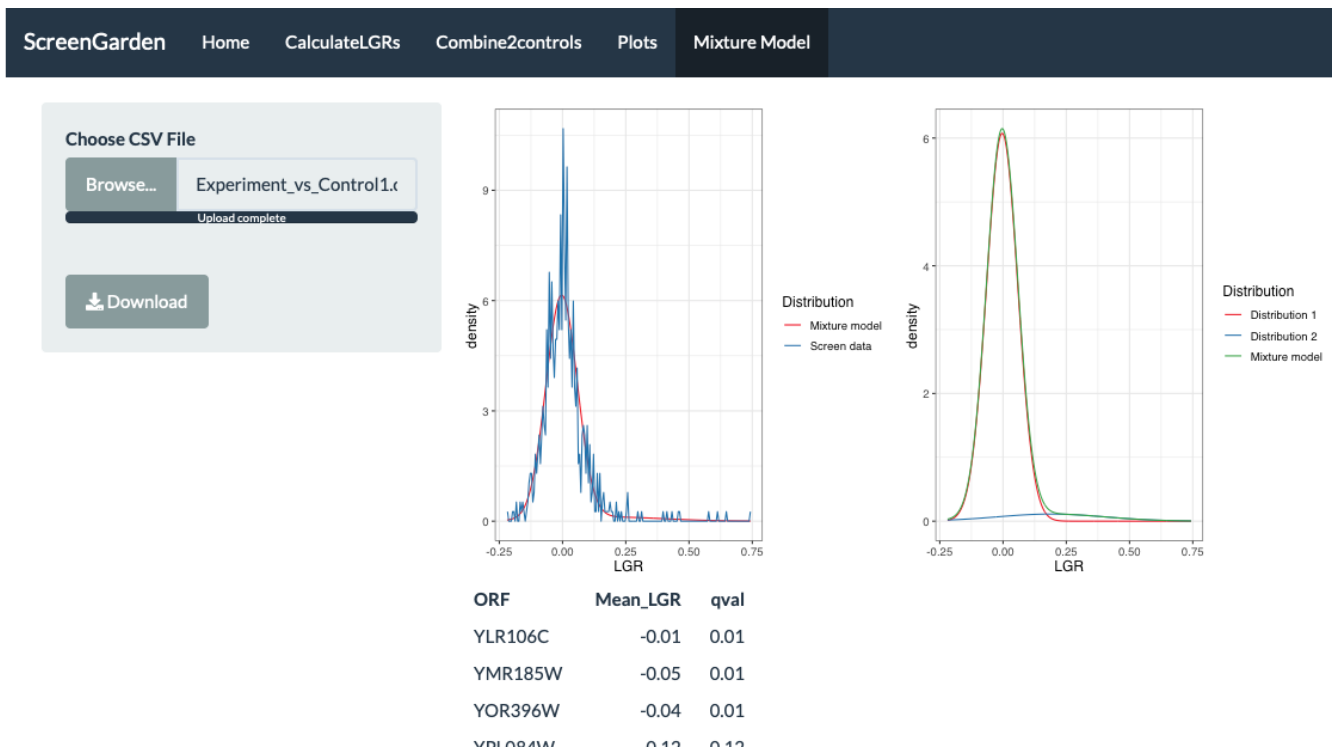 ScreenGarden Home CalculateLGRs Combine2controls Plots Mixture Model
Choose CSV File
Browse... Experiment_vs_Control1.c
Upload complete
Download
density
9
6
3
0
-0.25 0.00 0.25 0.50 0.75
LGR
Distribution
Mixture model
Screen data
density
6
4
2
0
-0.25 0.00 0.25 0.50 0.75
LGR
Distribution
Distribution 1
Distribution 2
Mixture model
ORF Mean_LGR qval
YLR106C -0.01 0.01
YMR185W -0.05 0.01
YOR396W -0.04 0.01